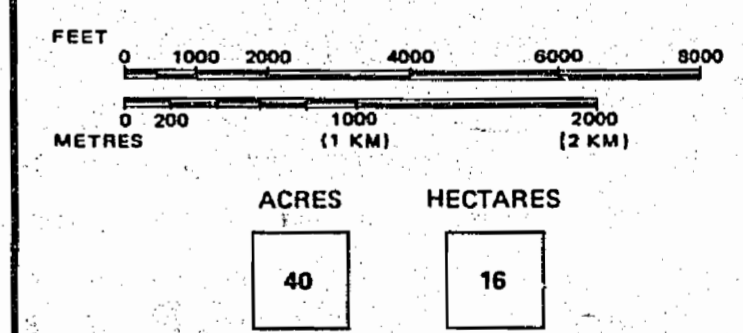 FEET
0 1000 2000 4000 6000 8000
0 200 1000 2000
METRES (1 KM) (2 KM)
ACRES HECTARES
40 16